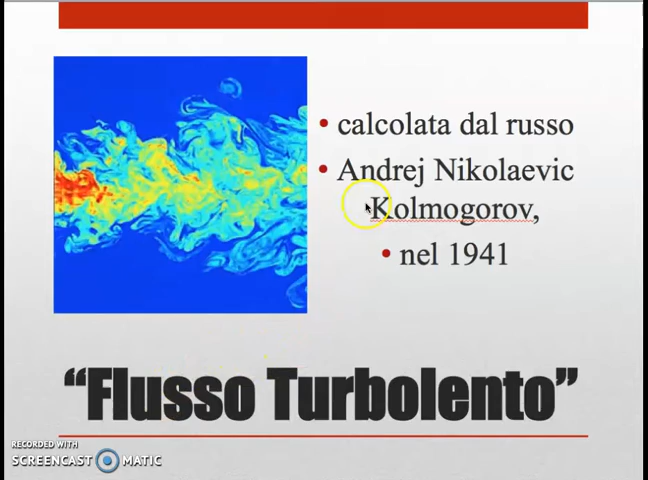 • calcolata dal russo
• Andrej Nikolaevic
Kolmogorov,
• nel 1941
“Flusso Turbolento”
RECORDED WITH
SCREENCAST MATIC